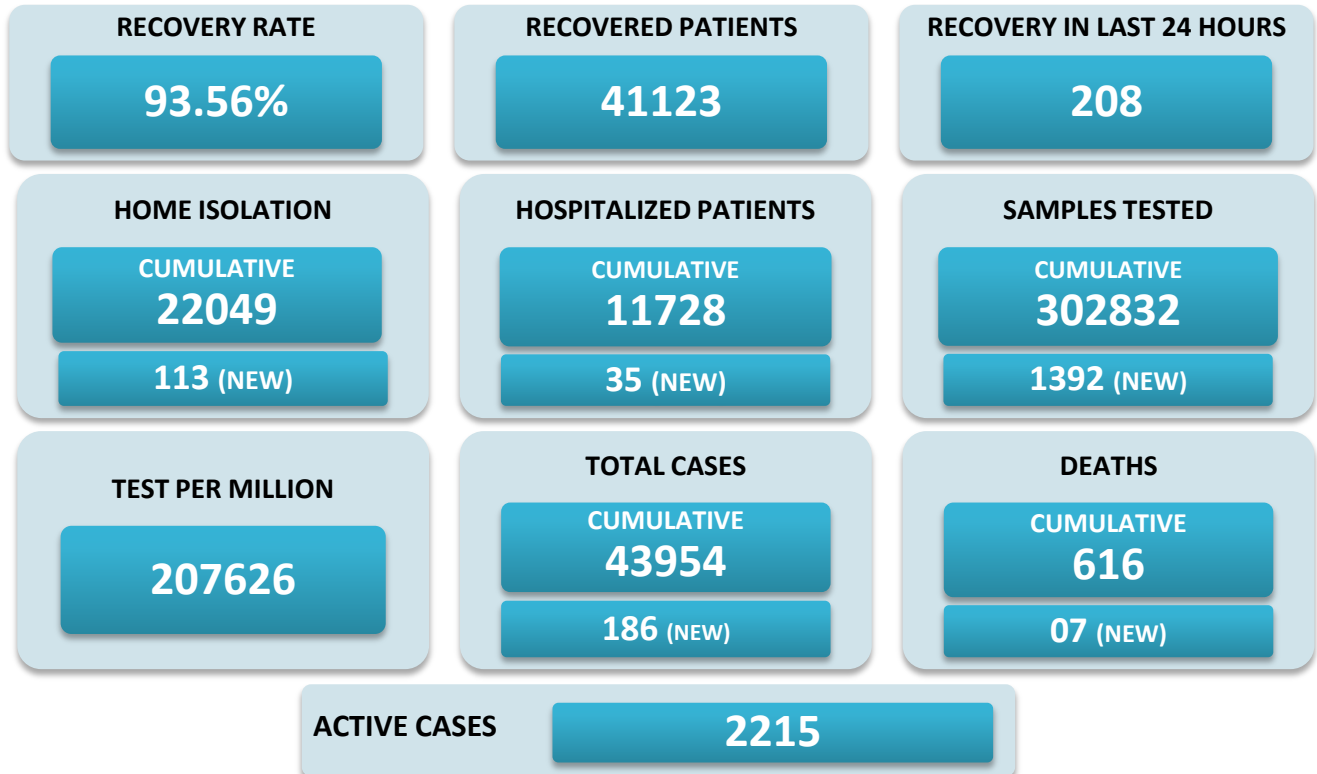 RECOVERY RATE
93.56%
RECOVERED PATIENTS
41123
RECOVERY IN LAST 24 HOURS
208
HOME ISOLATION
CUMULATIVE
22049
113 (NEW)
HOSPITALIZED PATIENTS
CUMULATIVE
11728
35 (NEW)
SAMPLES TESTED
CUMULATIVE
302832
1392 (NEW)
TEST PER MILLION
207626
TOTAL CASES
CUMULATIVE
43954
186 (NEW)
DEATHS
CUMULATIVE
616
07 (NEW)
ACTIVE CASES
2215